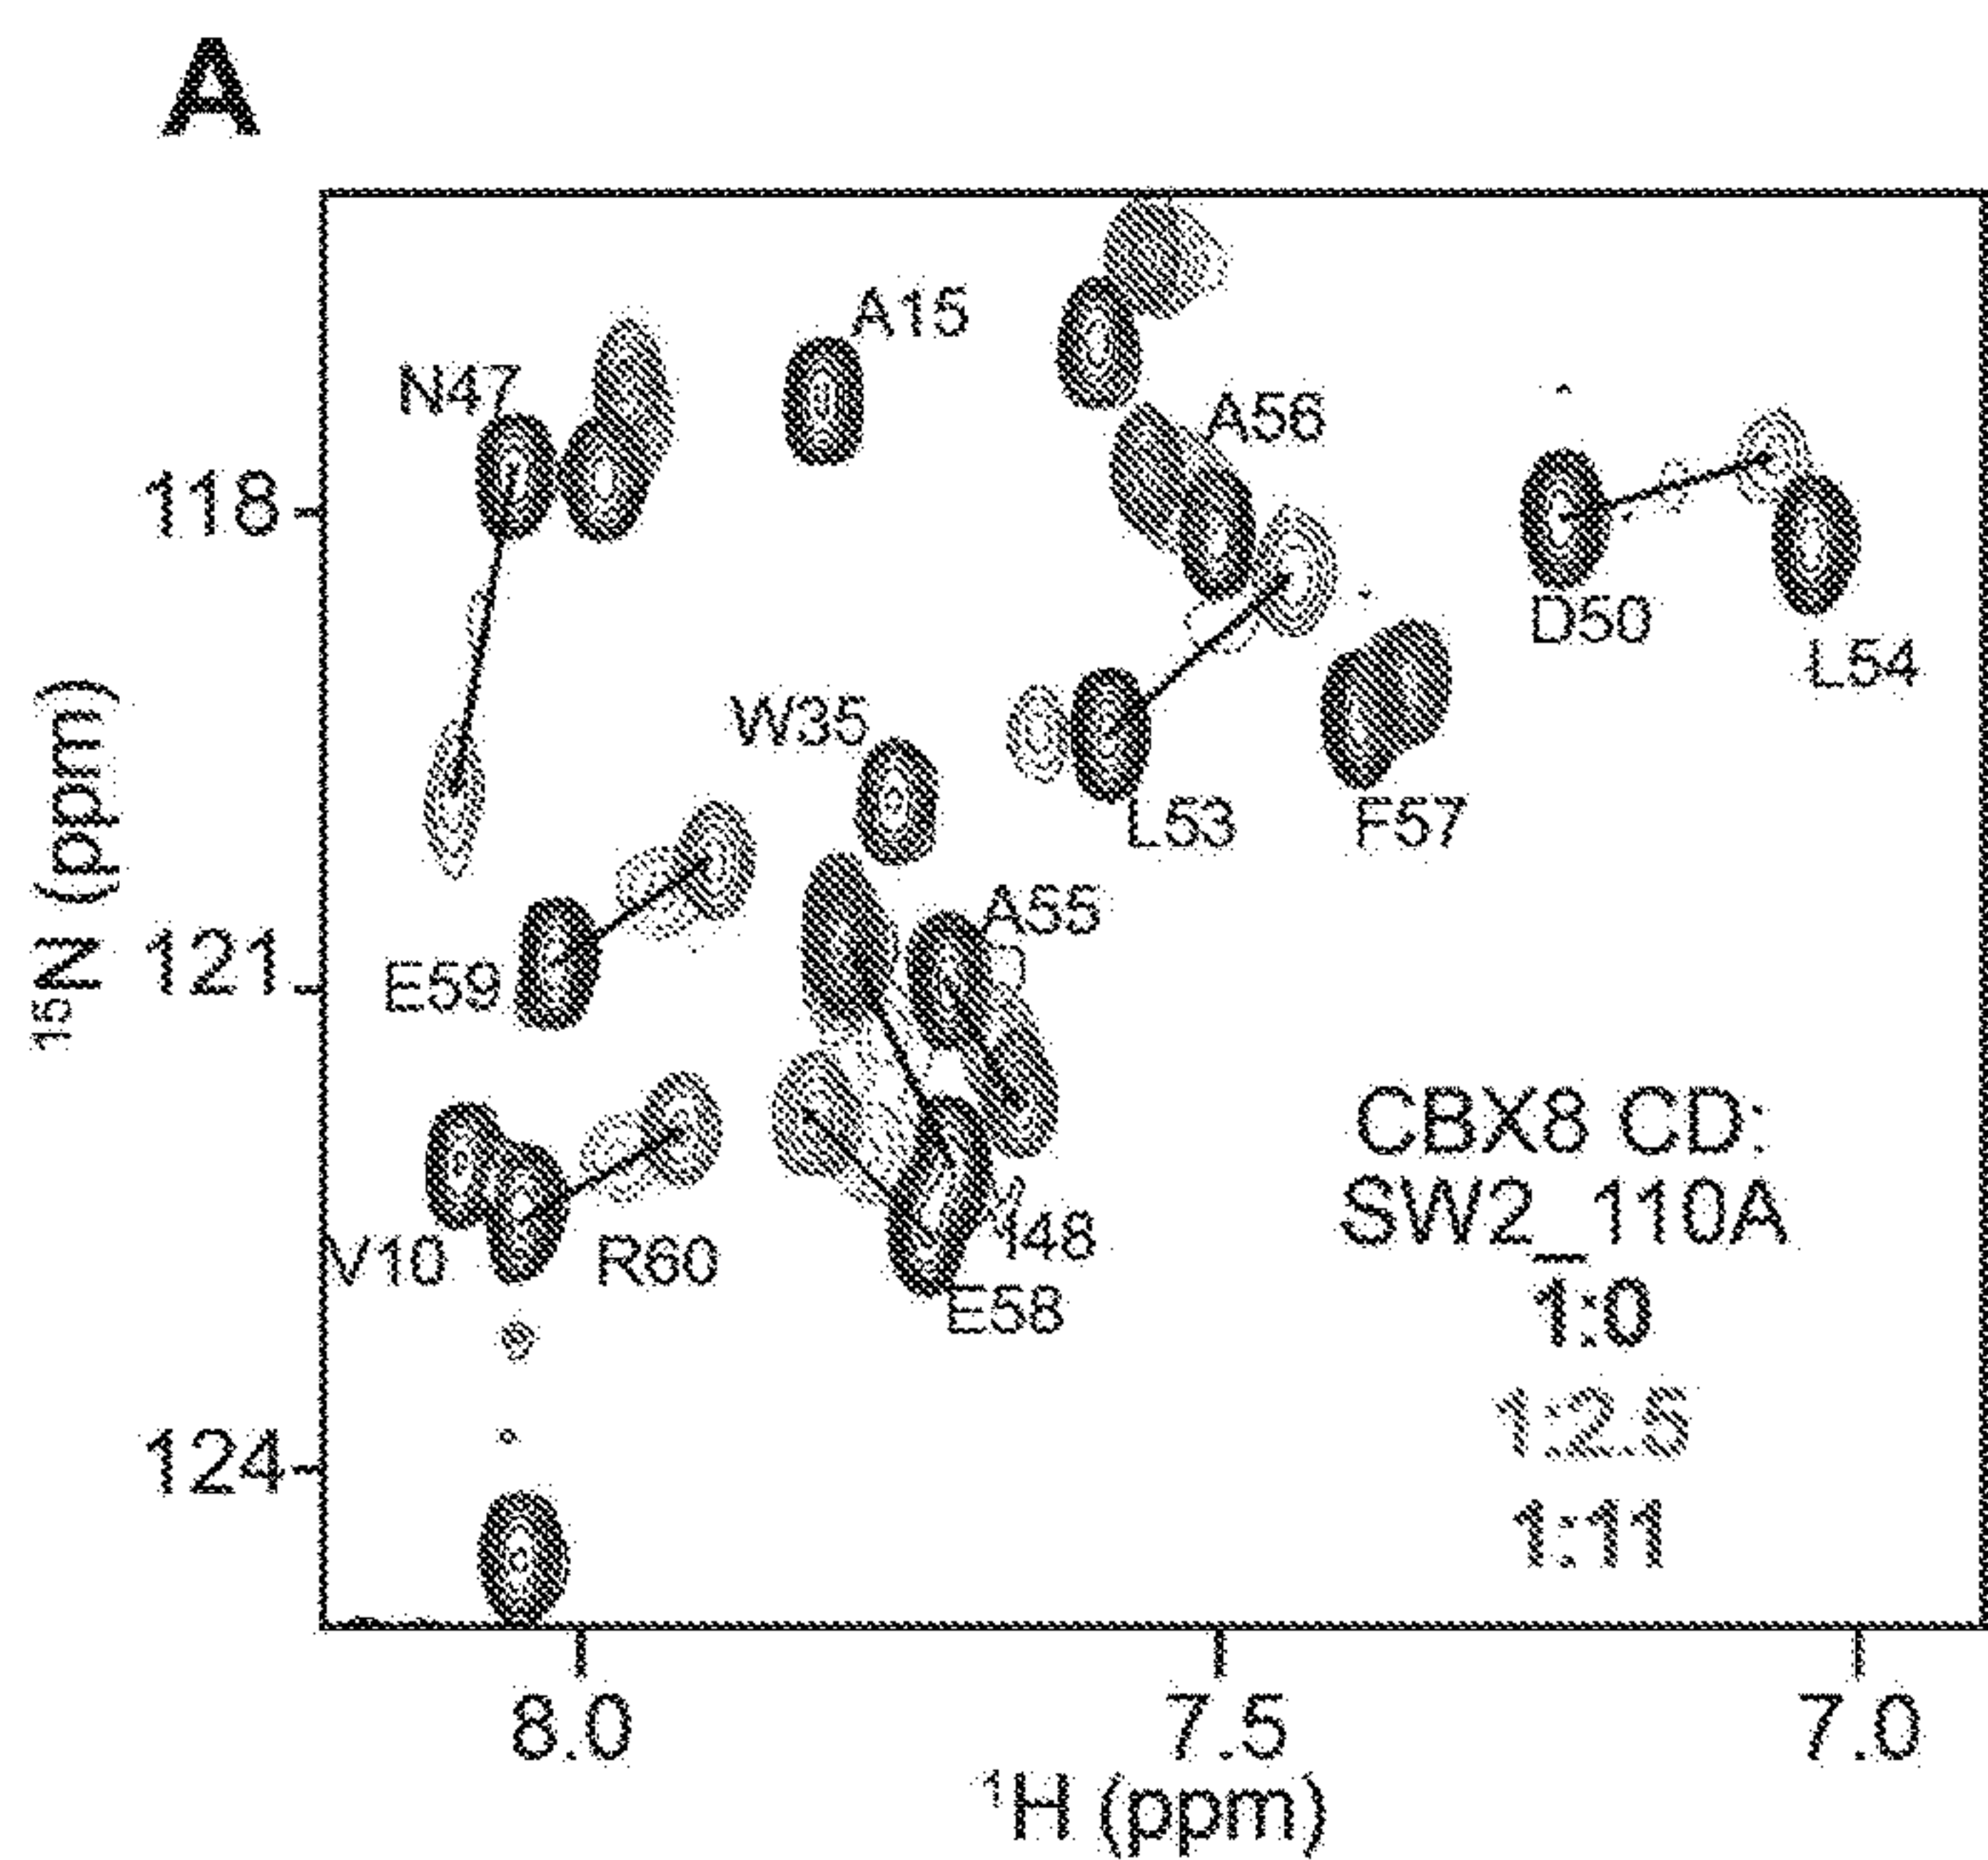 A
A15
N47
A56
118
D50
L54
W35
L53
F57
A55
121
E59
15N (ppm)
CBX8 CD:
SW2_110A
1:0
1:2.5
1:11
I48
V10
R60
E58
124
8.0
7.5
7.0
1H (ppm)